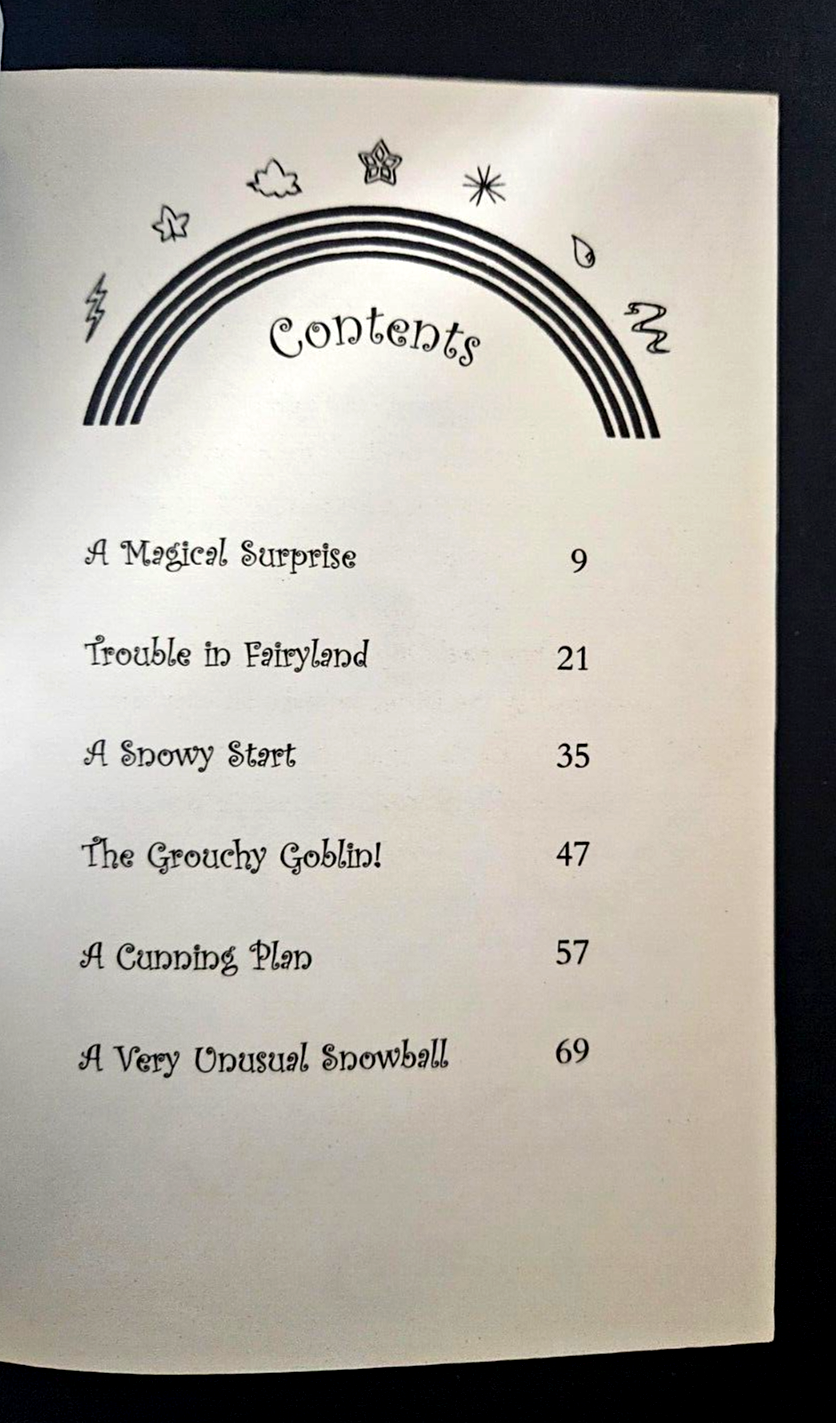 Contents
A Magical Surprise 9
Trouble in Fairyland 21
A Snowy Start 35
The Grouchy Goblin! 47
A Cunning Plan 57
A Very Unusual Snowball 69